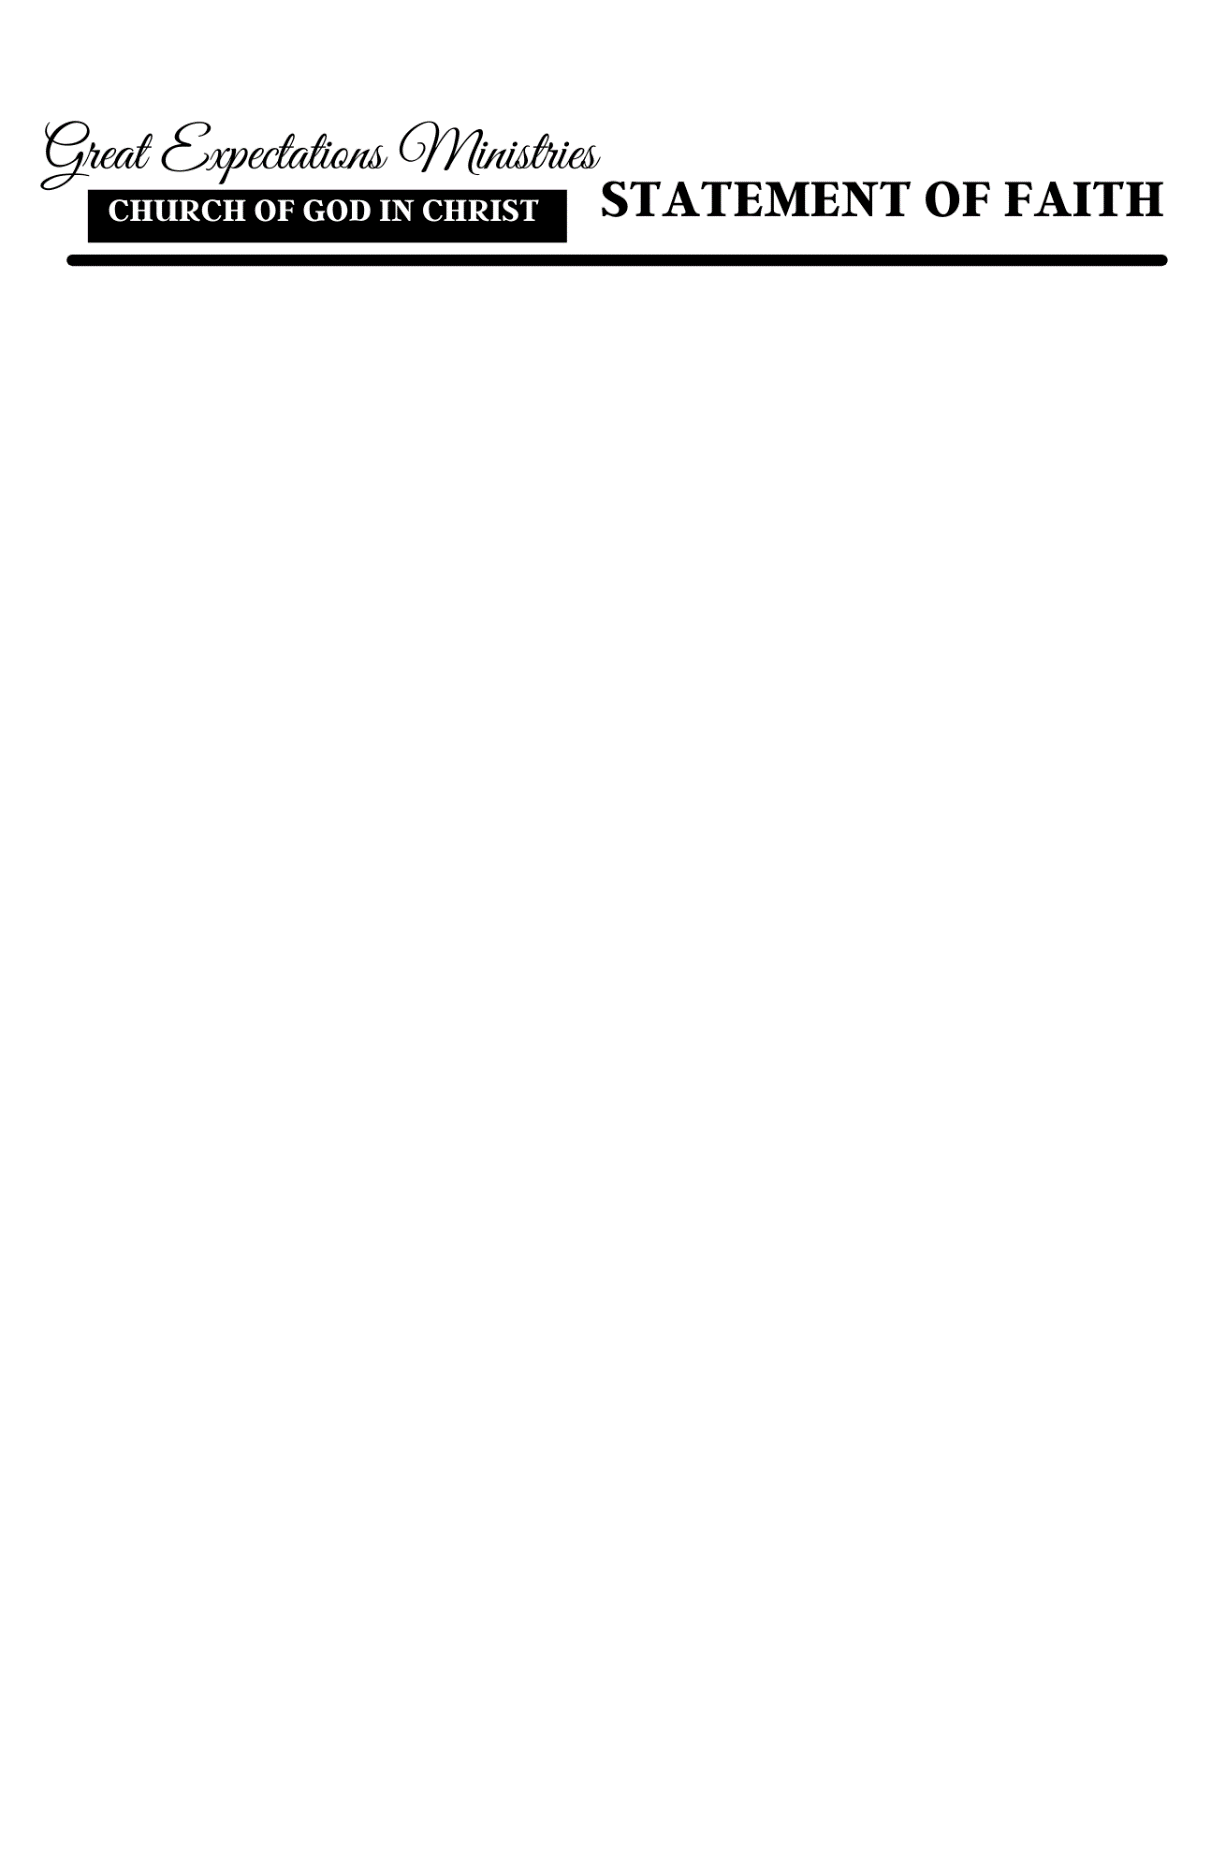 Great Expectations Ministries
CHURCH OF GOD IN CHRIST
STATEMENT OF FAITH